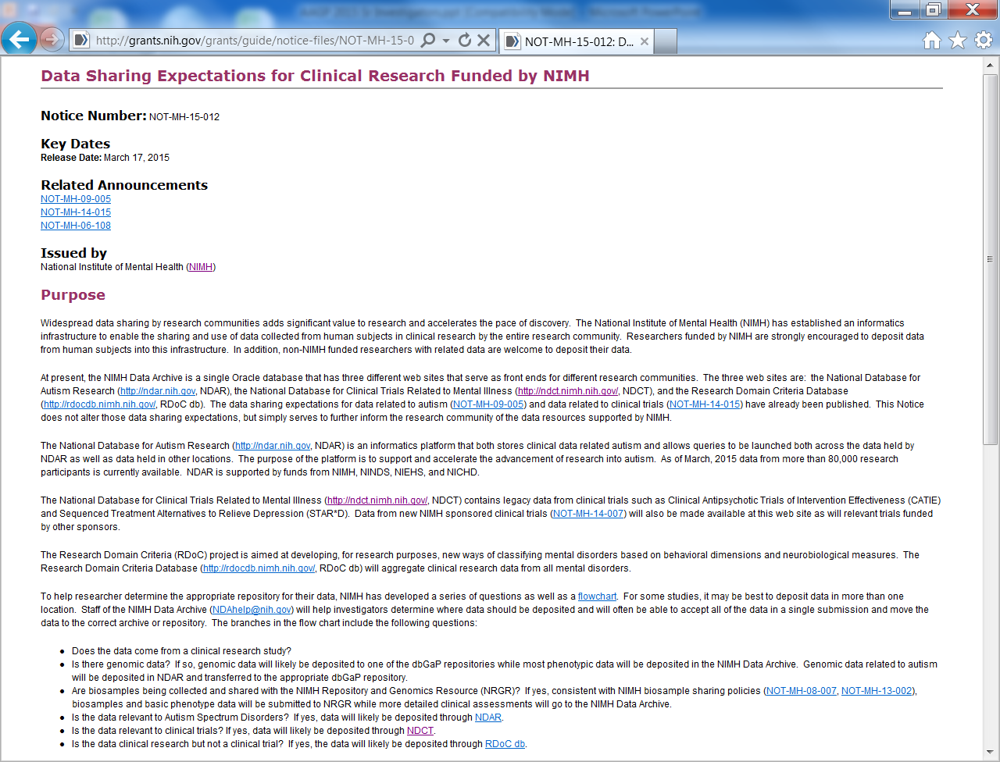 http://grants.nih.gov/grants/guide/notice-files/NOT-MH-15-0
NOT-MH-15-012: D...
Data Sharing Expectations for Clinical Research Funded by NIMH
Notice Number: NOT-MH-15-012
Key Dates
Release Date: March 17, 2015
Related Announcements
NOT-MH-09-005
NOT-MH-14-015
NOT-MH-06-108
Issued by
National Institute of Mental Health (NIMH)
Purpose
Widespread data sharing by research communities adds significant value to research and accelerates the pace of discovery.  The National Institute of Mental Health (NIMH) has established an informatics
infrastructure to enable the sharing and use of data collected from human subjects in clinical research by the entire research community.  Researchers funded by NIMH are strongly encouraged to deposit data
from human subjects into this infrastructure.  In addition, non-NIMH funded researchers with related data are welcome to deposit their data.
At present, the NIMH Data Archive is a single Oracle database that has three different web sites that serve as front ends for different research communities.  The three web sites are:  the National Database for
Autism Research (http://ndar.nih.gov, NDAR), the National Database for Clinical Trials Related to Mental Illness (http://ndct.nimh.nih.gov/, NDCT), and the Research Domain Criteria Database
(http://rdocdb.nimh.nih.gov/, RDoC db).  The data sharing expectations for data related to autism (NOT-MH-09-005) and data related to clinical trials (NOT-MH-14-015) have already been published.  This Notice
does not alter those data sharing expectations, but simply serves to further inform the research community of the data resources supported by NIMH.
The National Database for Autism Research (http://ndar.nih.gov, NDAR) is an informatics platform that both stores clinical data related autism and allows queries to be launched both across the data held by
NDAR as well as data held in other locations.  The purpose of the platform is to support and accelerate the advancement of research into autism.  As of March, 2015 data from more than 80,000 research
participants is currently available.  NDAR is supported by funds from NIMH, NINDS, NIEHS, and NICHD.
The National Database for Clinical Trials Related to Mental Illness (http://ndct.nimh.nih.gov/, NDCT) contains legacy data from clinical trials such as Clinical Antipsychotic Trials of Intervention Effectiveness (CATIE)
and Sequenced Treatment Alternatives to Relieve Depression (STAR*D).  Data from new NIMH sponsored clinical trials (NOT-MH-14-007) will also be made available at this web site as will relevant trials funded
by other sponsors.
The Research Domain Criteria (RDoC) project is aimed at developing, for research purposes, new ways of classifying mental disorders based on behavioral dimensions and neurobiological measures.  The
Research Domain Criteria Database (http://rdocdb.nimh.nih.gov/, RDoC db) will aggregate clinical research data from all mental disorders.
To help researcher determine the appropriate repository for their data, NIMH has developed a series of questions as well as a flowchart.  For some studies, it may be best to deposit data in more than one
location.  Staff of the NIMH Data Archive (NDAhelp@nih.gov) will help investigators determine where data should be deposited and will often be able to accept all of the data in a single submission and move the
data to the correct archive or repository.  The branches in the flow chart include the following questions:
• Does the data come from a clinical research study?
• Is there genomic data?  If so, genomic data will likely be deposited to one of the dbGaP repositories while most phenotypic data will be deposited in the NIMH Data Archive.  Genomic data related to autism
will be deposited in NDAR and transferred to the appropriate dbGaP repository.
• Are biosamples being collected and shared with the NIMH Repository and Genomics Resource (NRGR)?  If yes, consistent with NIMH biosample sharing policies (NOT-MH-08-007, NOT-MH-13-002),
biosamples and basic phenotype data will be submitted to NRGR while more detailed clinical assessments will go to the NIMH Data Archive.
• Is the data relevant to Autism Spectrum Disorders?  If yes, data will likely be deposited through NDAR.
• Is the data relevant to clinical trials? If yes, data will likely be deposited through NDCT.
• Is the data clinical research but not a clinical trial?  If yes, the data will likely be deposited through RDoC db.